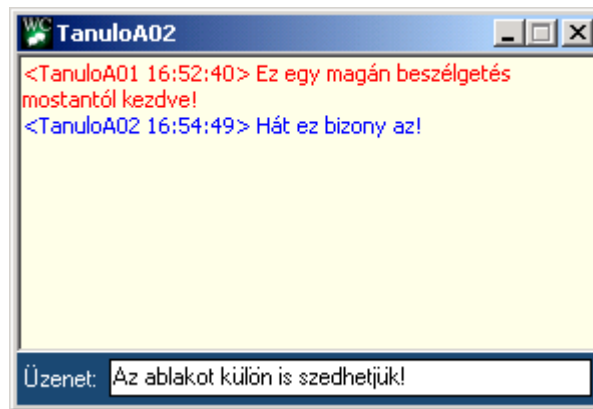 TanuloA02
<TanuloA01 16:52:40> Ez egy magán beszélgetés
mostantól kezdve!
<TanuloA02 16:54:49> Hát ez bizony az!
Üzenet: Az ablakot külön is szedhetjük!